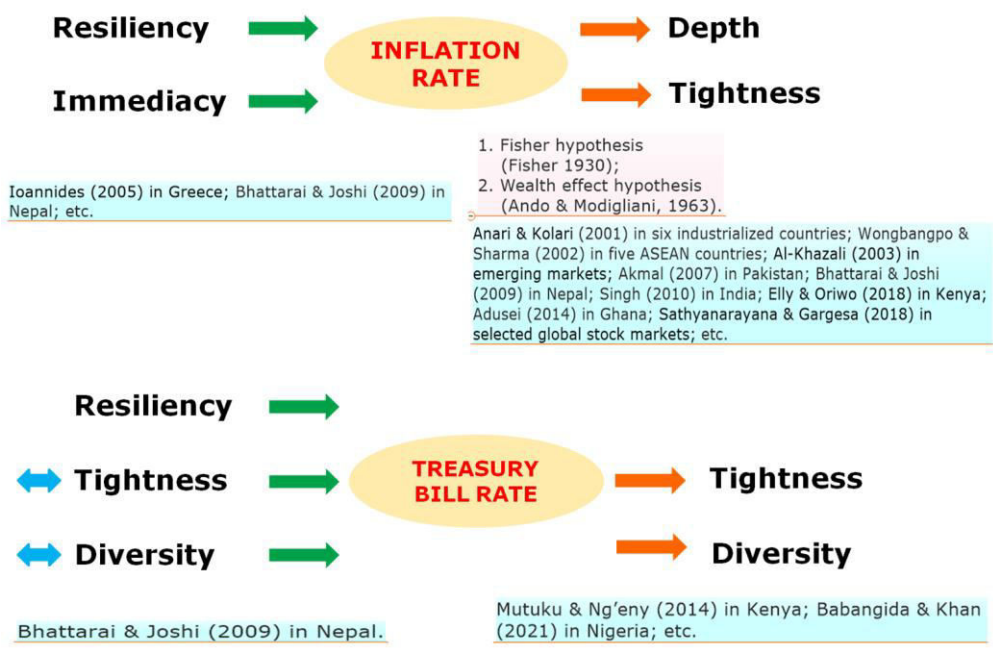 Resiliency
INFLATION
RATE
Depth
Immediacy
Tightness
1. Fisher hypothesis
(Fisher 1930);
2. Wealth effect hypothesis
(Ando & Modigliani, 1963).
Ioannides (2005) in Greece; Bhattarai & Joshi (2009) in
Nepal; etc.
Anari & Kolari (2001) in six industrialized countries; Wongbangpo &
Sharma (2002) in five ASEAN countries; Al-Khazali (2003) in
emerging markets; Akmal (2007) in Pakistan; Bhattarai & Joshi
(2009) in Nepal; Singh (2010) in India; Elly & Oriwo (2018) in Kenya;
Adusei (2014) in Ghana; Sathyanarayana & Gargesa (2018) in
selected global stock markets; etc.
Resiliency
Tightness
TREASURY
BILL RATE
Tightness
Diversity
Diversity
Bhattarai & Joshi (2009) in Nepal.
Mutuku & Ng’eny (2014) in Kenya; Babangida & Khan
(2021) in Nigeria; etc.